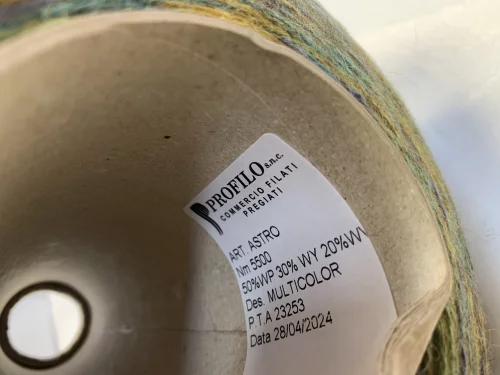 PROFILO s.n.c.
COMMERCIO FILATI
PREGIATI
ART. ASTRO
Nm 5500
50%WP 30% WY 20%WV
Des. MULTICOLOR
P.T.A 23253
Data 28/04/2024